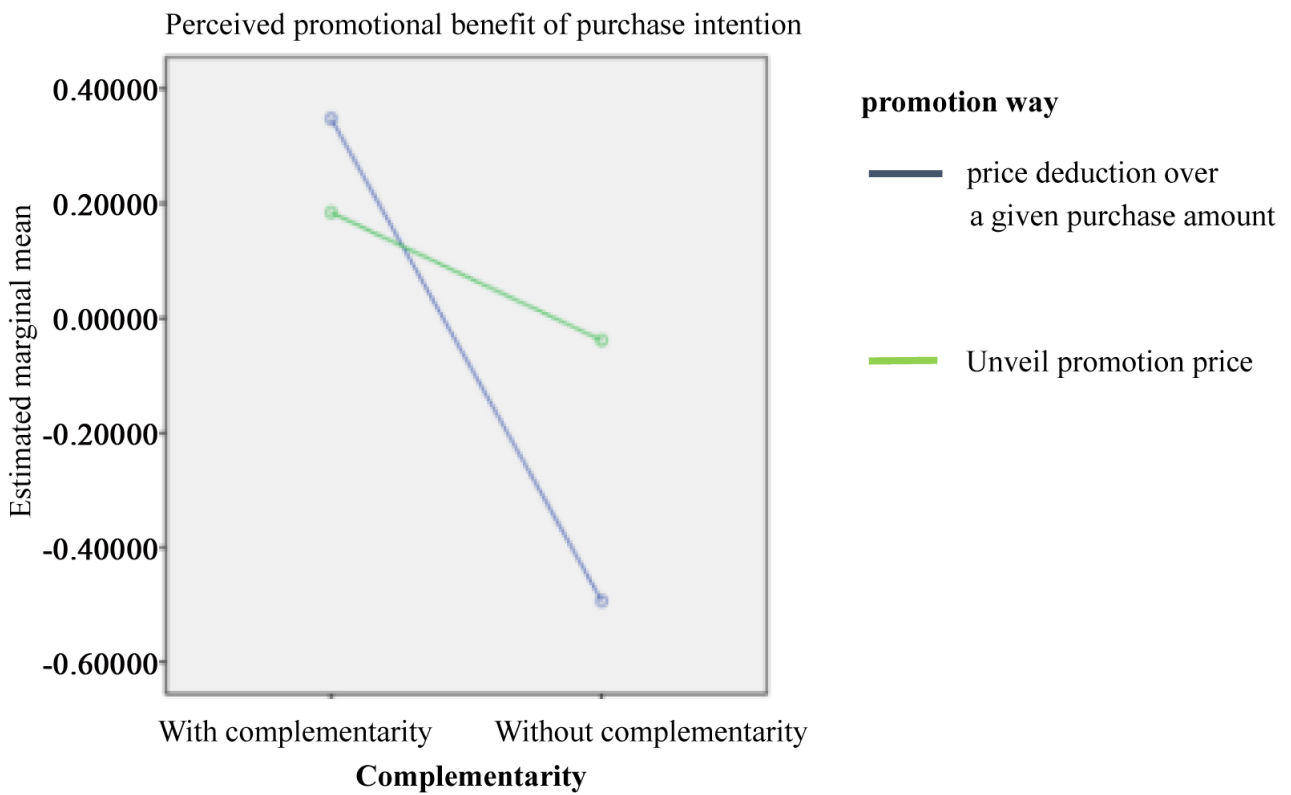 Perceived promotional benefit of purchase intention
0.40000
0.20000
0.00000
-0.20000
-0.40000
-0.60000
Estimated marginal mean
With complementarity
Without complementarity
Complementarity
promotion way
price deduction over
a given purchase amount
Unveil promotion price